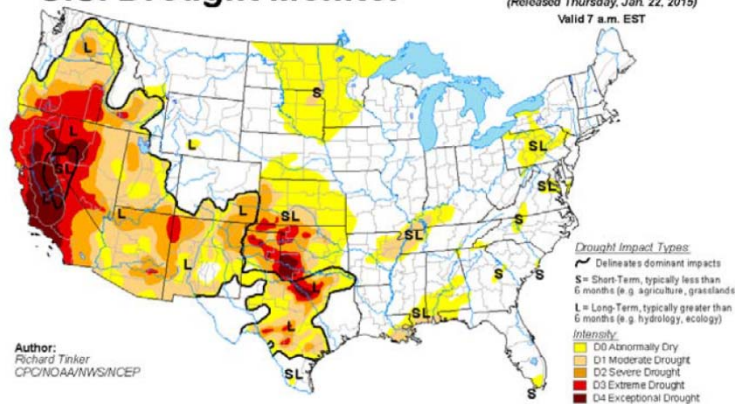 U.S. Drought Monitor
(Released Thursday, Jan. 22, 2015)
Valid 7 a.m. EST
L
S
L
L
L
SL
SL
SL
L
L
SL
SL
S
L
L
S
S
L
SL
L
SL
S
Drought Impact Types:
Delineates dominant impacts
S = Short-Term, typically less than
6 months (e.g. agriculture, grasslands
L = Long-Term, typically greater than
6 months (e.g. hydrology, ecology)
Intensity:
D0 Abnormally Dry
D1 Moderate Drought
D2 Severe Drought
D3 Extreme Drought
D4 Exceptional Drought
Author:
Richard Tinker
CPC/NOAA/NWS/NCEP